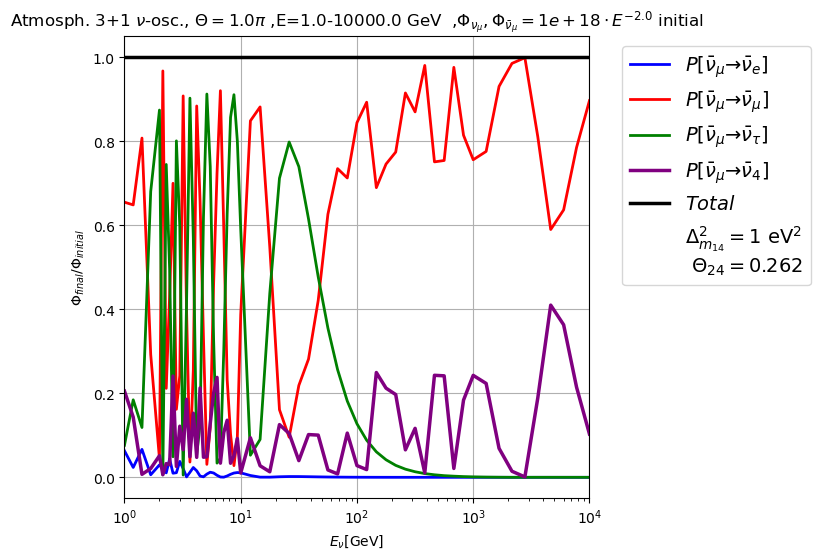 Atmosph. 3+1 ν-osc., Θ = 1.0π ,E=1.0-10000.0 GeV ,Φ_{ν_μ}, Φ_{ν̄_μ} = 1e + 18 · E^{−2.0} initial
1.0
0.8
0.6
0.4
0.2
0.0
Φ_{final}/Φ_{initial}
10^0
10^1
10^2
10^3
10^4
E_ν[GeV]
P[ν̄_μ→ν̄_e]
P[ν̄_μ→ν̄_μ]
P[ν̄_μ→ν̄_τ]
P[ν̄_μ→ν̄_4]
Total
Δ^2_{m_{14}} = 1 eV^2
Θ_{24} = 0.262